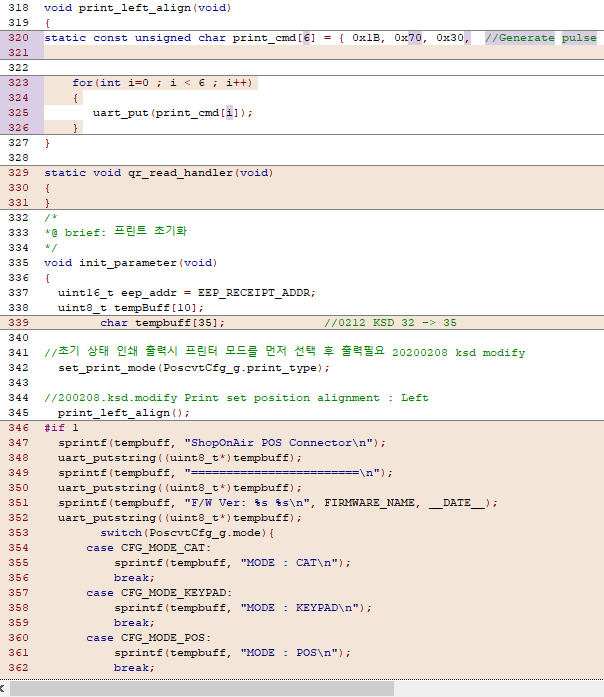 318 void print_left_align(void)
319 {
320 static const unsigned char print_cmd[6] = { 0x1B, 0x70, 0x30,  //Generate pulse
321
322
323     for(int i=0 ; i < 6 ; i++)
324     {
325        uart_put(print_cmd[i]);
326     }
327 }
328
329 static void qr_read_handler(void)
330 {
331 }
332 /*
333 *@ brief: 프린트 초기화
334 */
335 void init_parameter(void)
336 {
337   uint16_t eep_addr = EEP_RECEIPT_ADDR;
338   uint8_t tempBuff[10];
339         char tempbuff[35];              //0212 KSD 32 -> 35
340
341 //초기 상태 인쇄 출력시 프린터 모드를 먼저 선택 후 출력필요 20200208 ksd modify
342   set_print_mode(PoscvtCfg_g.print_type);
343
344 //200208.ksd.modify Print set position alignment : Left
345   print_left_align();
346 #if 1
347   sprintf(tempbuff, "ShopOnAir POS Connector\n");
348   uart_putstring((uint8_t*)tempbuff);
349   sprintf(tempbuff, "========================\n");
350   uart_putstring((uint8_t*)tempbuff);
351   sprintf(tempbuff, "F/W Ver: %s %s\n", FIRMWARE_NAME, __DATE__);
352   uart_putstring((uint8_t*)tempbuff);
353         switch(PoscvtCfg_g.mode){
354       case CFG_MODE_CAT:
355           sprintf(tempbuff, "MODE : CAT\n");
356           break;
357       case CFG_MODE_KEYPAD:
358           sprintf(tempbuff, "MODE : KEYPAD\n");
359           break;
360       case CFG_MODE_POS:
361           sprintf(tempbuff, "MODE : POS\n");
362           break;